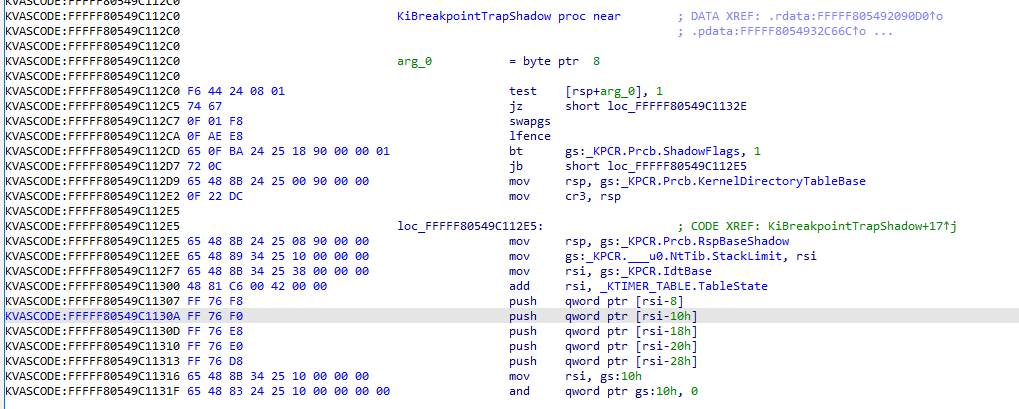 KVASCODE:FFFFF80549C112C0
KVASCODE:FFFFF80549C112C0 KiBreakpointTrapShadow proc near ; DATA XREF: .rdata:FFFFF805492090D0↑o
KVASCODE:FFFFF80549C112C0 ; .pdata:FFFFF8054932C66C↑o ...
KVASCODE:FFFFF80549C112C0
KVASCODE:FFFFF80549C112C0 arg_0 = byte ptr 8
KVASCODE:FFFFF80549C112C0
KVASCODE:FFFFF80549C112C0 F6 44 24 08 01 test [rsp+arg_0], 1
KVASCODE:FFFFF80549C112C5 74 67 jz short loc_FFFFF80549C1132E
KVASCODE:FFFFF80549C112C7 0F 01 F8 swapgs
KVASCODE:FFFFF80549C112CA 0F AE E8 lfence
KVASCODE:FFFFF80549C112CD 65 0F BA 24 25 18 90 00 00 01 bt gs:_KPCR.Prcb.ShadowFlags, 1
KVASCODE:FFFFF80549C112D7 72 0C jb short loc_FFFFF80549C112E5
KVASCODE:FFFFF80549C112D9 65 48 8B 24 25 00 90 00 00 mov rsp, gs:_KPCR.Prcb.KernelDirectoryTableBase
KVASCODE:FFFFF80549C112E2 0F 22 DC mov cr3, rsp
KVASCODE:FFFFF80549C112E5
KVASCODE:FFFFF80549C112E5 loc_FFFFF80549C112E5: ; CODE XREF: KiBreakpointTrapShadow+17↑j
KVASCODE:FFFFF80549C112E5 65 48 8B 24 25 08 90 00 00 mov rsp, gs:_KPCR.Prcb.RspBaseShadow
KVASCODE:FFFFF80549C112EE 65 48 89 34 25 10 00 00 00 mov gs:_KPCR.___u0.NtTib.StackLimit, rsi
KVASCODE:FFFFF80549C112F7 65 48 8B 34 25 38 00 00 00 mov rsi, gs:_KPCR.IdtBase
KVASCODE:FFFFF80549C11300 48 81 C6 00 42 00 00 add rsi, _KTIMER_TABLE.TableState
KVASCODE:FFFFF80549C11307 FF 76 F8 push qword ptr [rsi-8]
KVASCODE:FFFFF80549C1130A FF 76 F0 push qword ptr [rsi-10h]
KVASCODE:FFFFF80549C1130D FF 76 E8 push qword ptr [rsi-18h]
KVASCODE:FFFFF80549C11310 FF 76 E0 push qword ptr [rsi-20h]
KVASCODE:FFFFF80549C11313 FF 76 D8 push qword ptr [rsi-28h]
KVASCODE:FFFFF80549C11316 65 48 8B 34 25 10 00 00 00 mov rsi, gs:10h
KVASCODE:FFFFF80549C1131F 65 48 83 24 25 10 00 00 00 00 and qword ptr gs:10h, 0